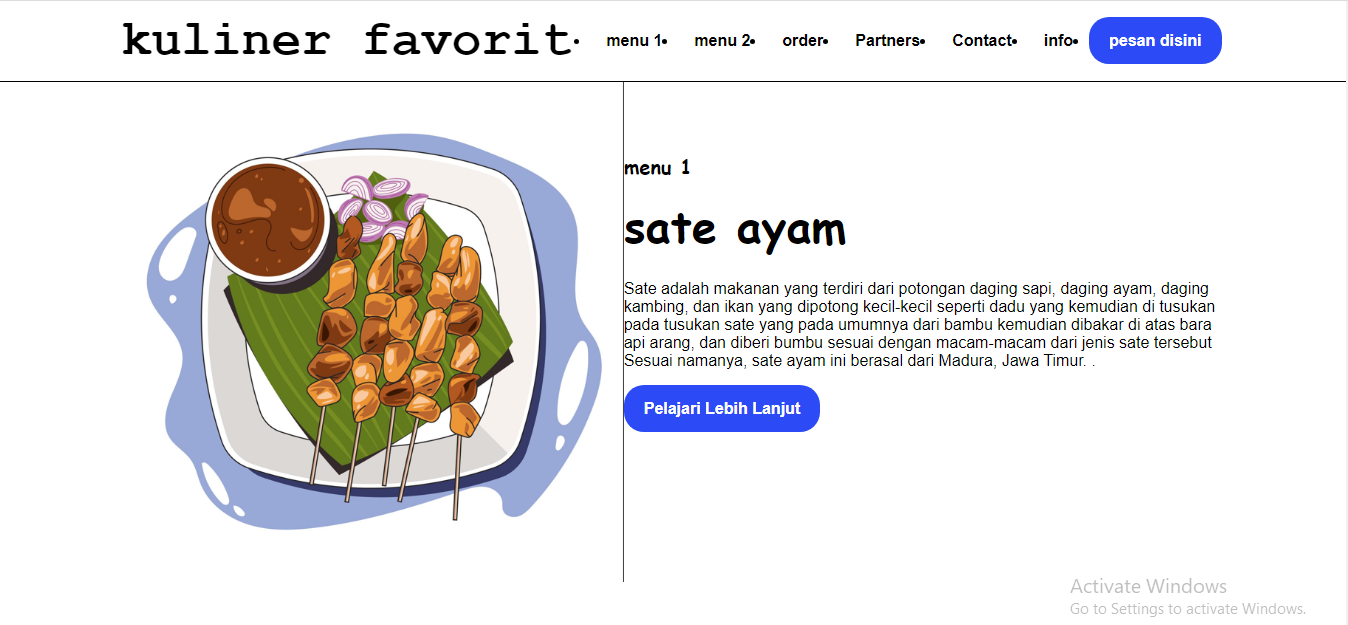 kuliner favorit• menu 1• menu 2• order• Partners• Contact• info• pesan disini
menu 1
sate ayam
Sate adalah makanan yang terdiri dari potongan daging sapi, daging ayam, daging
kambing, dan ikan yang dipotong kecil-kecil seperti dadu yang kemudian di tusukan
pada tusukan sate yang pada umumnya dari bambu kemudian dibakar di atas bara
api arang, dan diberi bumbu sesuai dengan macam-macam dari jenis sate tersebut
Sesuai namanya, sate ayam ini berasal dari Madura, Jawa Timur. .
Pelajari Lebih Lanjut
Activate Windows
Go to Settings to activate Windows.